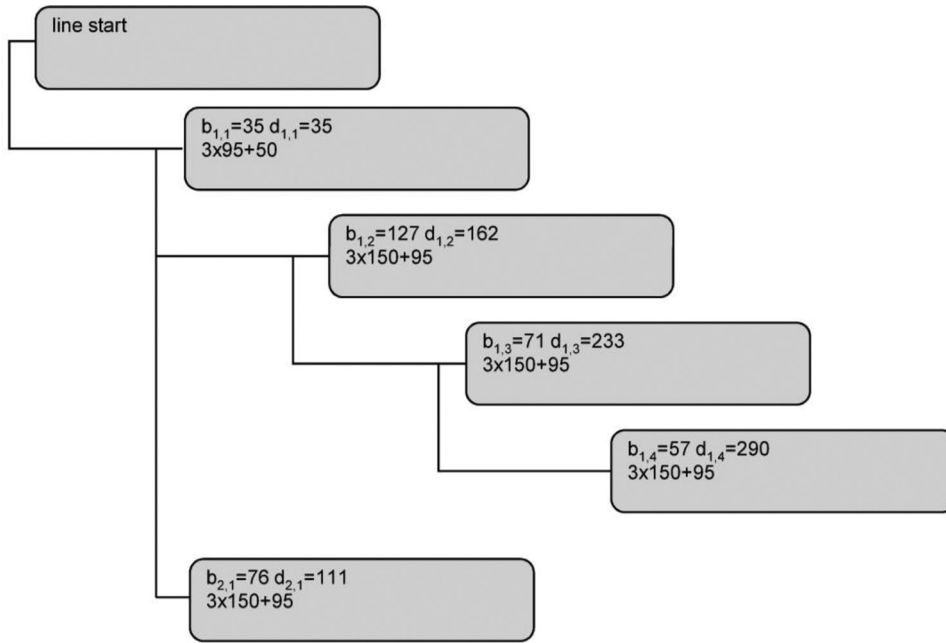 line start
b1,1=35 d1,1=35
3x95+50
b1,2=127 d1,2=162
3x150+95
b1,3=71 d1,3=233
3x150+95
b1,4=57 d1,4=290
3x150+95
b2,1=76 d2,1=111
3x150+95